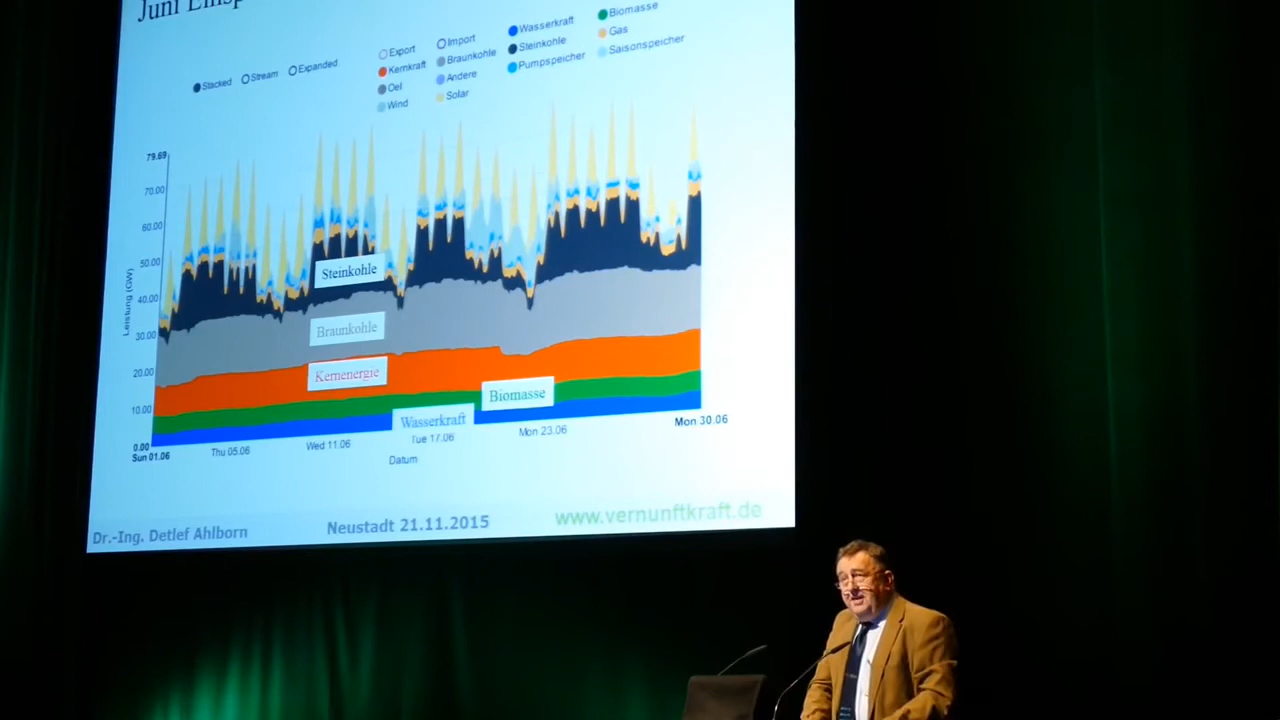 Juni
Stacked Stream Expanded
Export Import Wasserkraft Biomasse
Kernkraft Braunkohle Steinkohle Gas
Oel Andere Pumpspeicher Saisonspeicher
Wind Solar
79.69
70.00
60.00
50.00
40.00
30.00
20.00
10.00
0.00
Leistung (GW)
Steinkohle
Braunkohle
Kernenergie
Biomasse
Wasserkraft
Sun 01.06 Thu 05.06 Wed 11.06 Tue 17.06 Mon 23.06 Mon 30.06
Datum
Dr.-Ing. Detlef Ahlborn Neustadt 21.11.2015 www.vernunftkraft.de